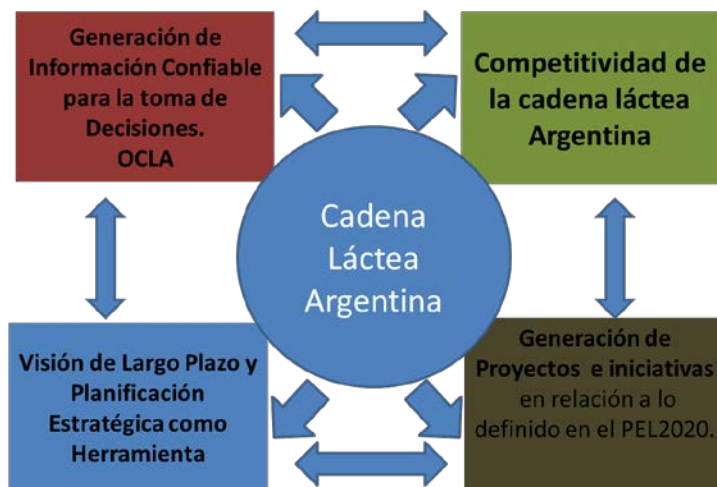 Generación de
Información Confiable
para la toma de
Decisiones.
OCLA
Competitividad de
la cadena láctea
Argentina
Cadena
Láctea
Argentina
Visión de Largo Plazo y
Planificación
Estratégica como
Herramienta
Generación de
Proyectos e iniciativas
en relación a lo
definido en el PEL2020.